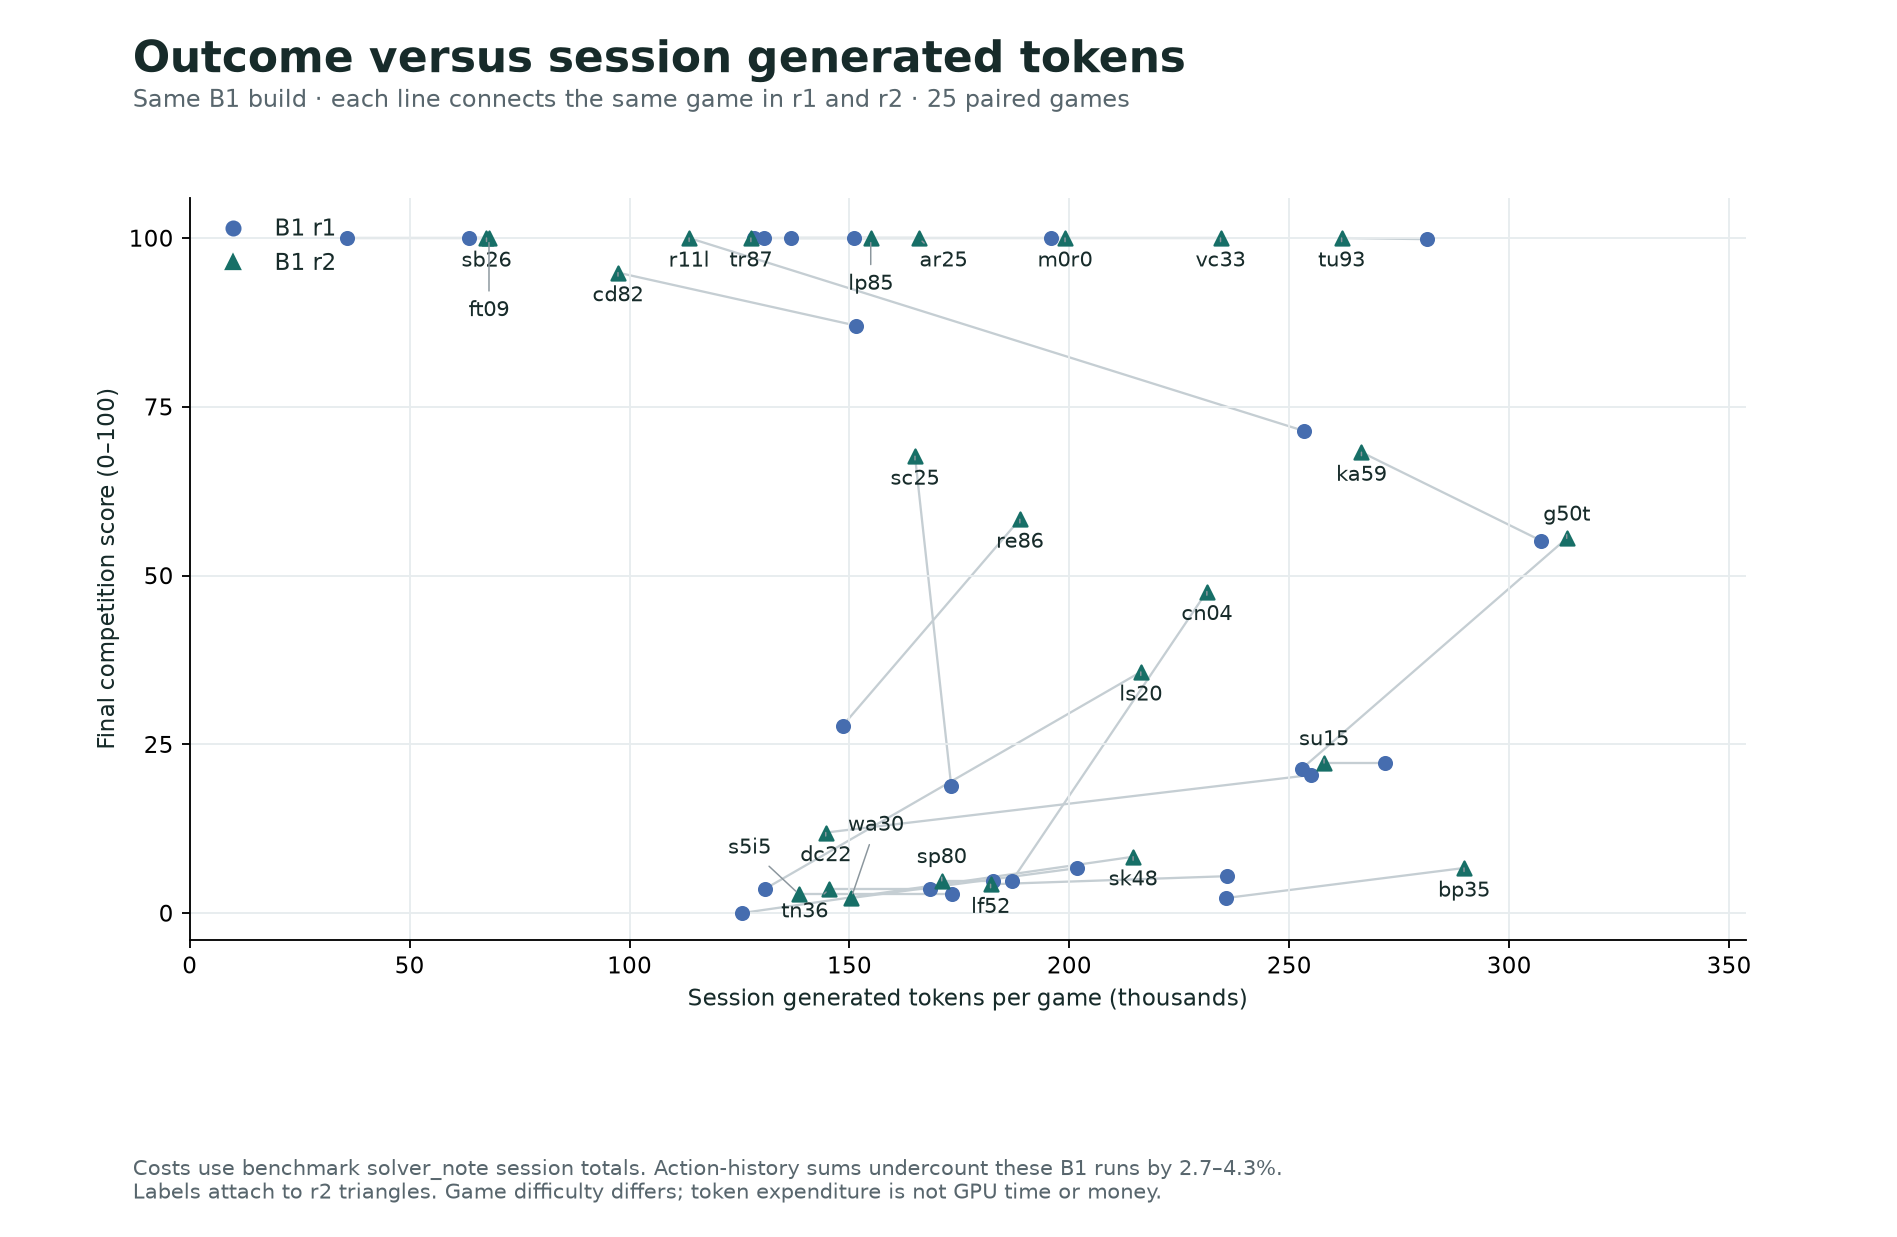 Outcome versus session generated tokens
Same B1 build · each line connects the same game in r1 and r2 · 25 paired games
B1 r1
B1 r2
100
75
50
25
0
Final competition score (0–100)
sb26
ft09
r11l
tr87
lp85
ar25
m0r0
vc33
tu93
cd82
sc25
ka59
g50t
re86
cn04
ls20
su15
wa30
s5i5
dc22
sp80
sk48
bp35
tn36
lf52
0
50
100
150
200
250
300
350
Session generated tokens per game (thousands)
Costs use benchmark solver_note session totals. Action-history sums undercount these B1 runs by 2.7–4.3%.
Labels attach to r2 triangles. Game difficulty differs; token expenditure is not GPU time or money.